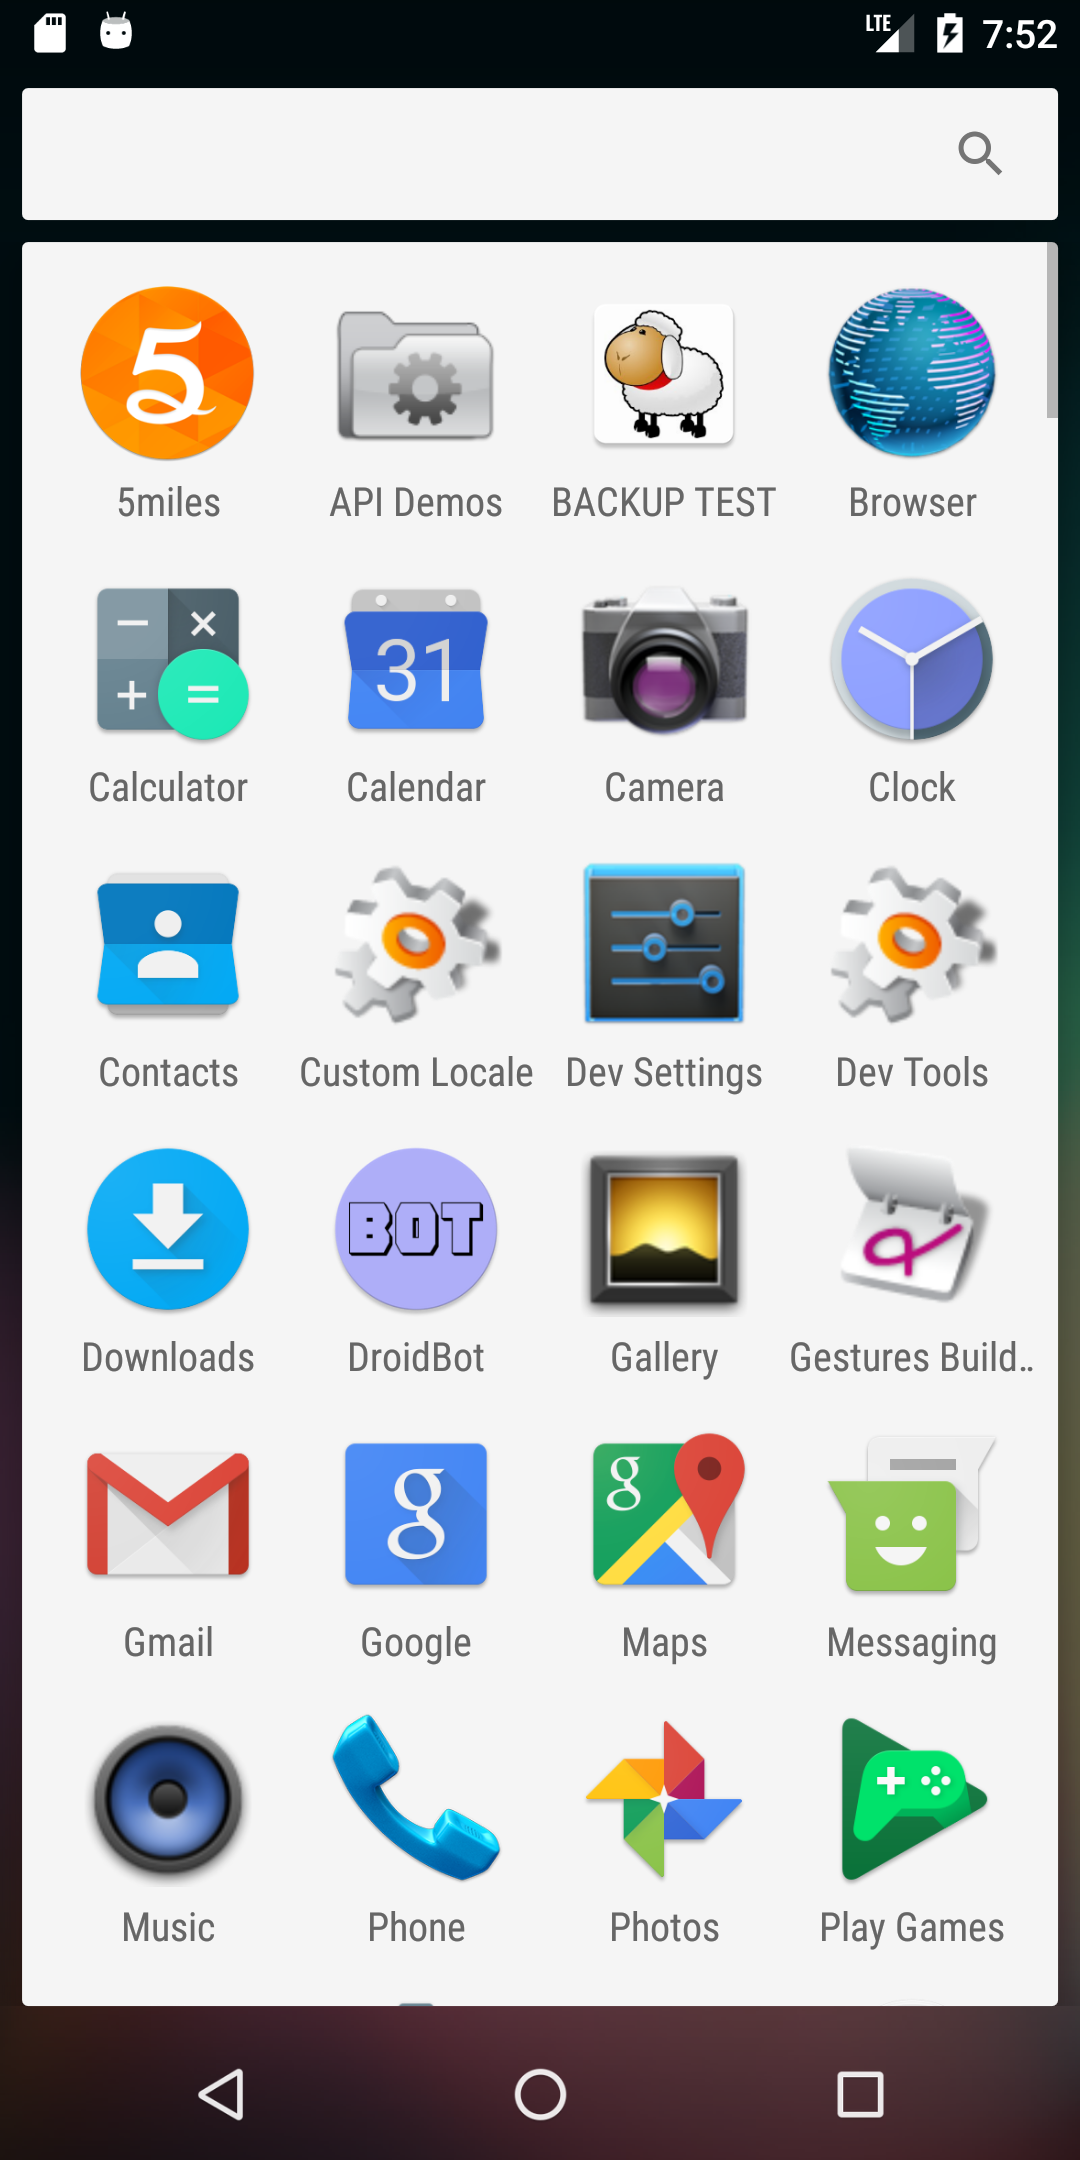 LTE 7:52
5
5miles API Demos BACKUP TEST Browser
31
Calculator Calendar Camera Clock
Contacts Custom Locale Dev Settings Dev Tools
BOT
Downloads DroidBot Gallery Gestures Build..
g g
Gmail Google Maps Messaging
Music Phone Photos Play Games